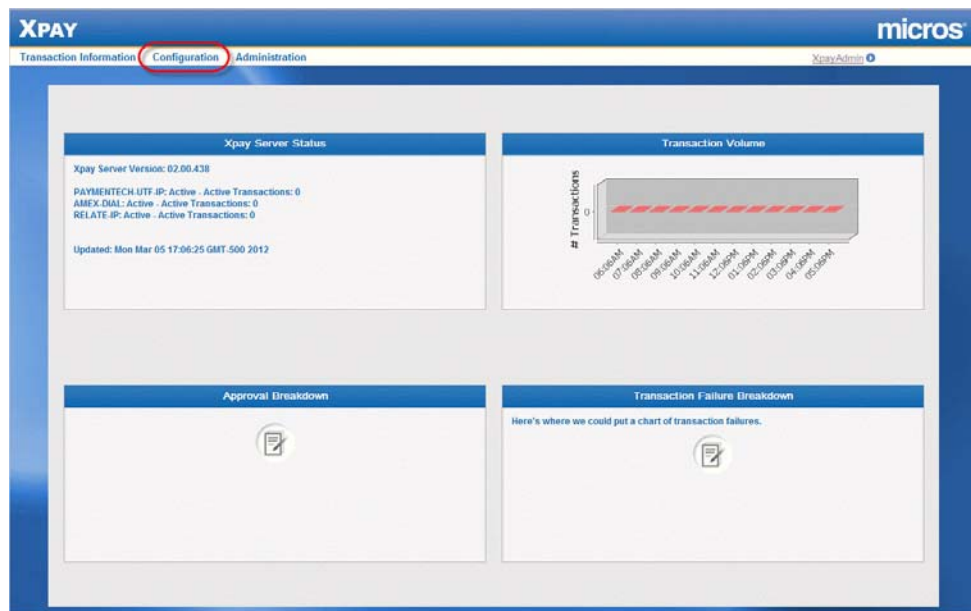 XPAY
micros
Transaction Information Configuration Administration
XpayAdmin
Xpay Server Status
Xpay Server Version: 02.00.438
PAYMENTECH-UTF-IP: Active - Active Transactions: 0
AMEX-DIAL: Active - Active Transactions: 0
RELATE-IP: Active - Active Transactions: 0
Updated: Mon Mar 05 17:06:25 GMT-500 2012
Transaction Volume
# Transactions
0
06:06AM
07:06AM
08:06AM
09:06AM
10:06AM
11:06AM
12:06PM
01:06PM
02:06PM
03:06PM
04:06PM
05:06PM
Approval Breakdown
Transaction Failure Breakdown
Here's where we could put a chart of transaction failures.